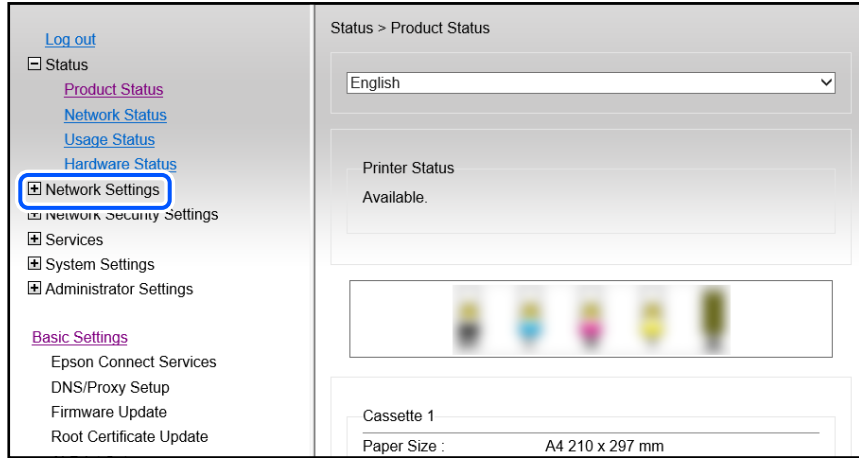 Log out
Status
Product Status
Network Status
Usage Status
Hardware Status
Network Settings
Network Security Settings
Services
System Settings
Administrator Settings
Basic Settings
Epson Connect Services
DNS/Proxy Setup
Firmware Update
Root Certificate Update
Status > Product Status
English
Printer Status
Available.
Cassette 1
Paper Size : A4 210 x 297 mm